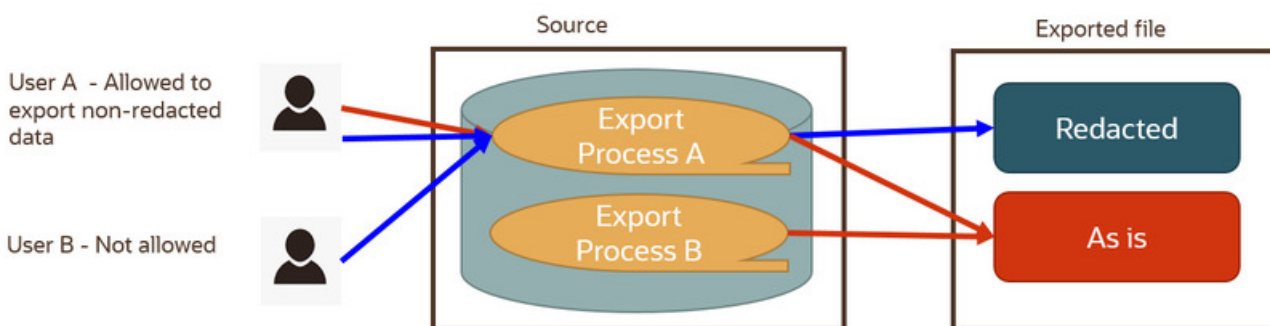 Source
Exported file
User A  - Allowed to
export non-redacted
data
Export
Process A
Redacted
User B - Not allowed
Export
Process B
As is